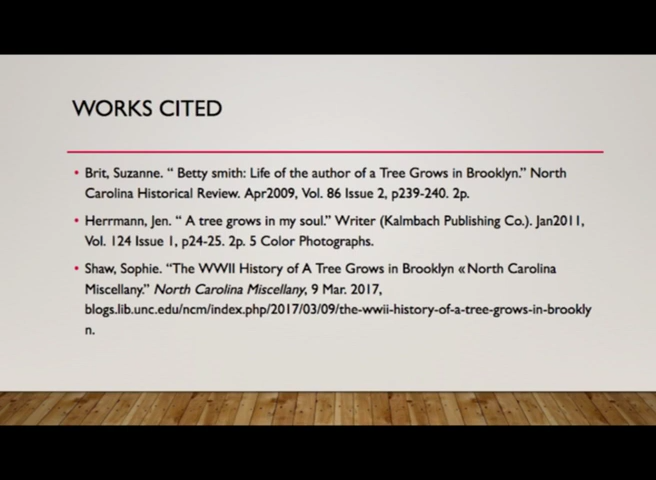 WORKS CITED
• Brit, Suzanne. “ Betty smith: Life of the author of a Tree Grows in Brooklyn.” North
Carolina Historical Review. Apr2009, Vol. 86 Issue 2, p239-240. 2p.
• Herrmann, Jen. “ A tree grows in my soul.” Writer (Kalmbach Publishing Co.). Jan2011,
Vol. 124 Issue 1, p24-25. 2p. 5 Color Photographs.
• Shaw, Sophie. “The WWII History of A Tree Grows in Brooklyn « North Carolina
Miscellany.” North Carolina Miscellany, 9 Mar. 2017,
blogs.lib.unc.edu/ncm/index.php/2017/03/09/the-wwii-history-of-a-tree-grows-in-brookly
n.